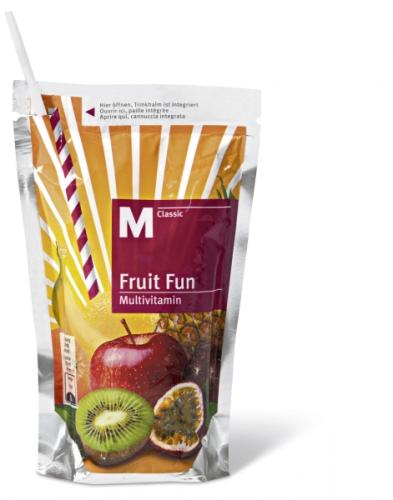 Hier öffnen, Trinkhalm ist integriert
Ouvrir ici, paille intégrée
Aprire qui, cannuccia integrata
M Classic
Fruit Fun
Multivitamin